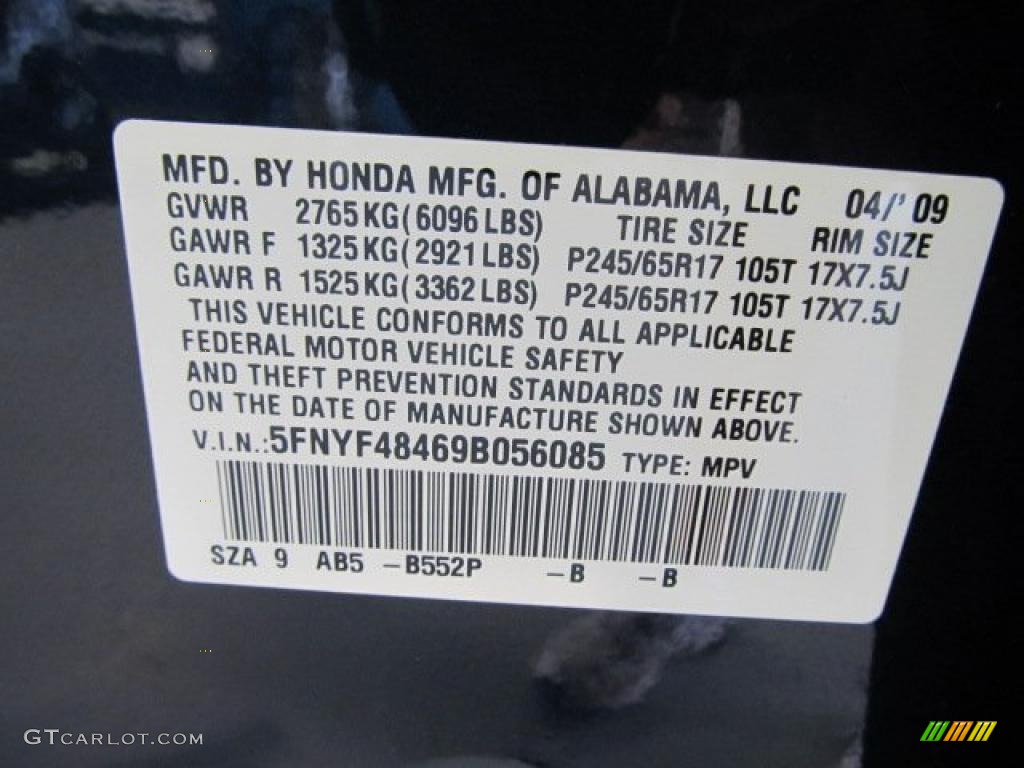 MFD. BY HONDA MFG. OF ALABAMA, LLC 04/'09
GVWR 2765 KG( 6096 LBS) TIRE SIZE RIM SIZE
GAWR F 1325 KG( 2921 LBS) P245/65R17 105T 17X7.5J
GAWR R 1525 KG( 3362 LBS) P245/65R17 105T 17X7.5J
THIS VEHICLE CONFORMS TO ALL APPLICABLE
FEDERAL MOTOR VEHICLE SAFETY
AND THEFT PREVENTION STANDARDS IN EFFECT
ON THE DATE OF MANUFACTURE SHOWN ABOVE.
V.I.N.:5FNYF48469B056085 TYPE: MPV
SZA 9 AB5 -B552P -B -B
GTCARLOT.COM